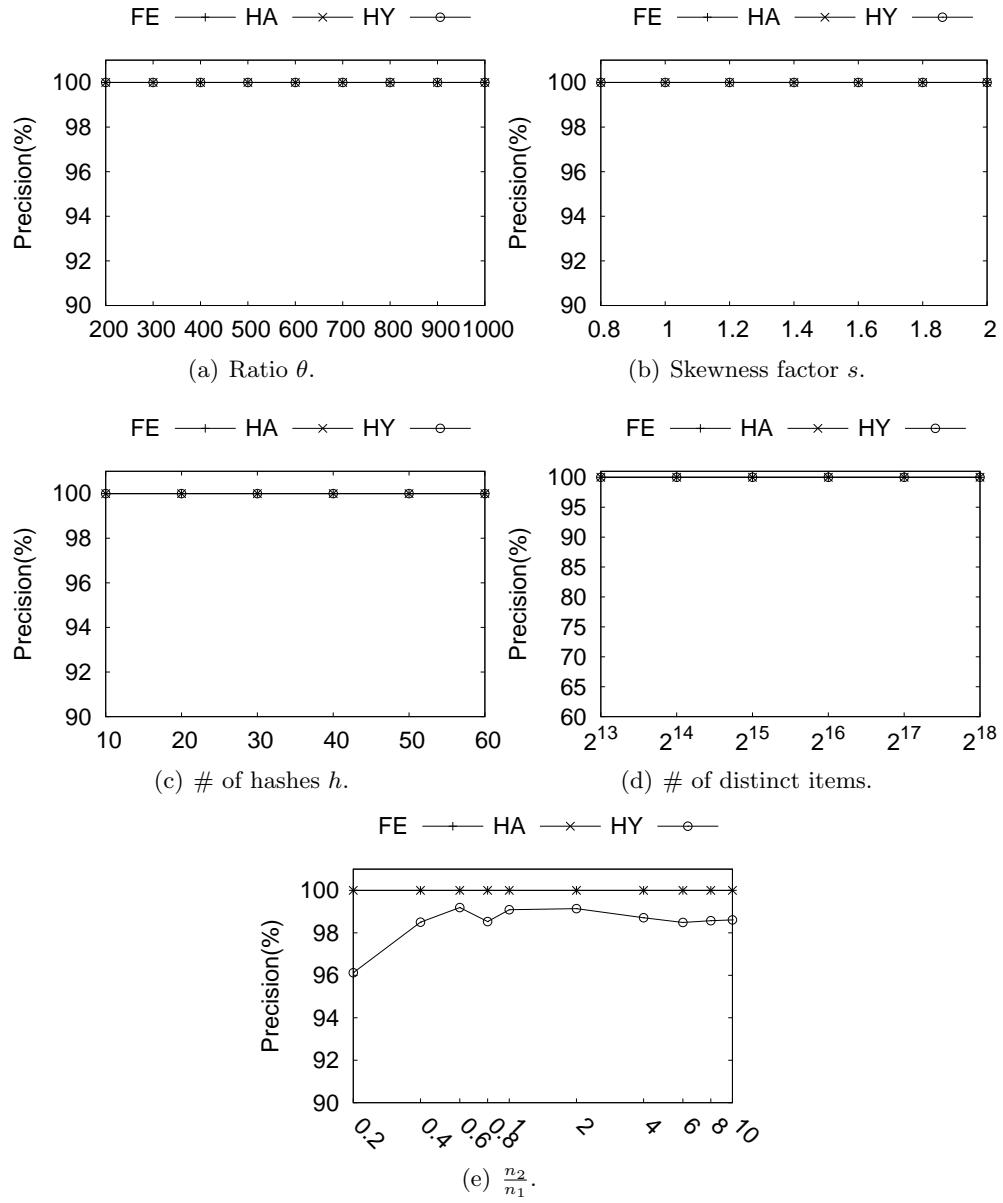 FE HA HY
FE HA HY
Precision(%)
100
98
96
94
92
90
200 300 400 500 600 700 800 900 1000
(a) Ratio θ.
Precision(%)
100
98
96
94
92
90
0.8 1 1.2 1.4 1.6 1.8 2
(b) Skewness factor s.
FE HA HY
FE HA HY
Precision(%)
100
98
96
94
92
90
10 20 30 40 50 60
(c) # of hashes h.
Precision(%)
100
95
90
85
80
75
70
65
60
2^13 2^14 2^15 2^16 2^17 2^18
(d) # of distinct items.
FE HA HY
Precision(%)
100
98
96
94
92
90
0.2 0.4 0.6 0.8 1 2 4 6 8 10
(e) n₂/n₁.